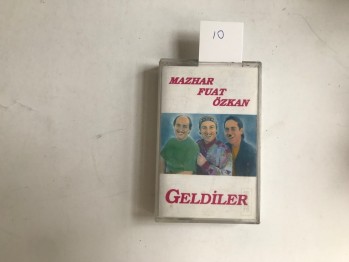 10
MAZHAR
FUAT
ÖZKAN
GELDİLER